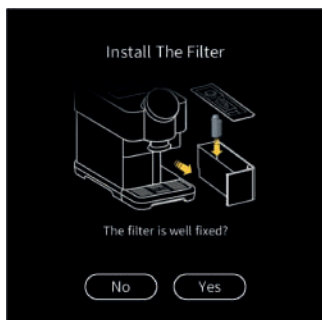 Install The Filter
The filter is well fixed?
No
Yes